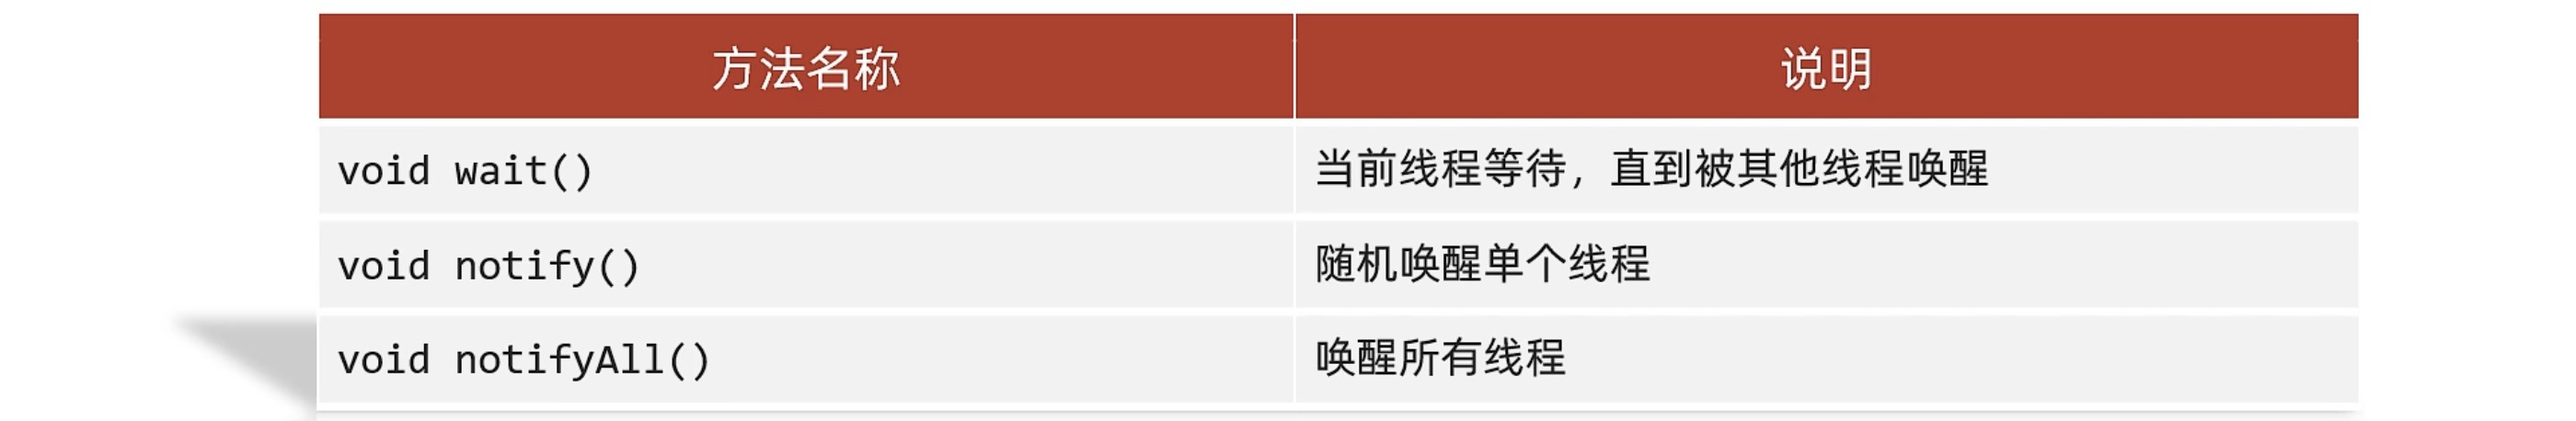 方法名称 说明
void wait() 当前线程等待，直到被其他线程唤醒
void notify() 随机唤醒单个线程
void notifyAll() 唤醒所有线程